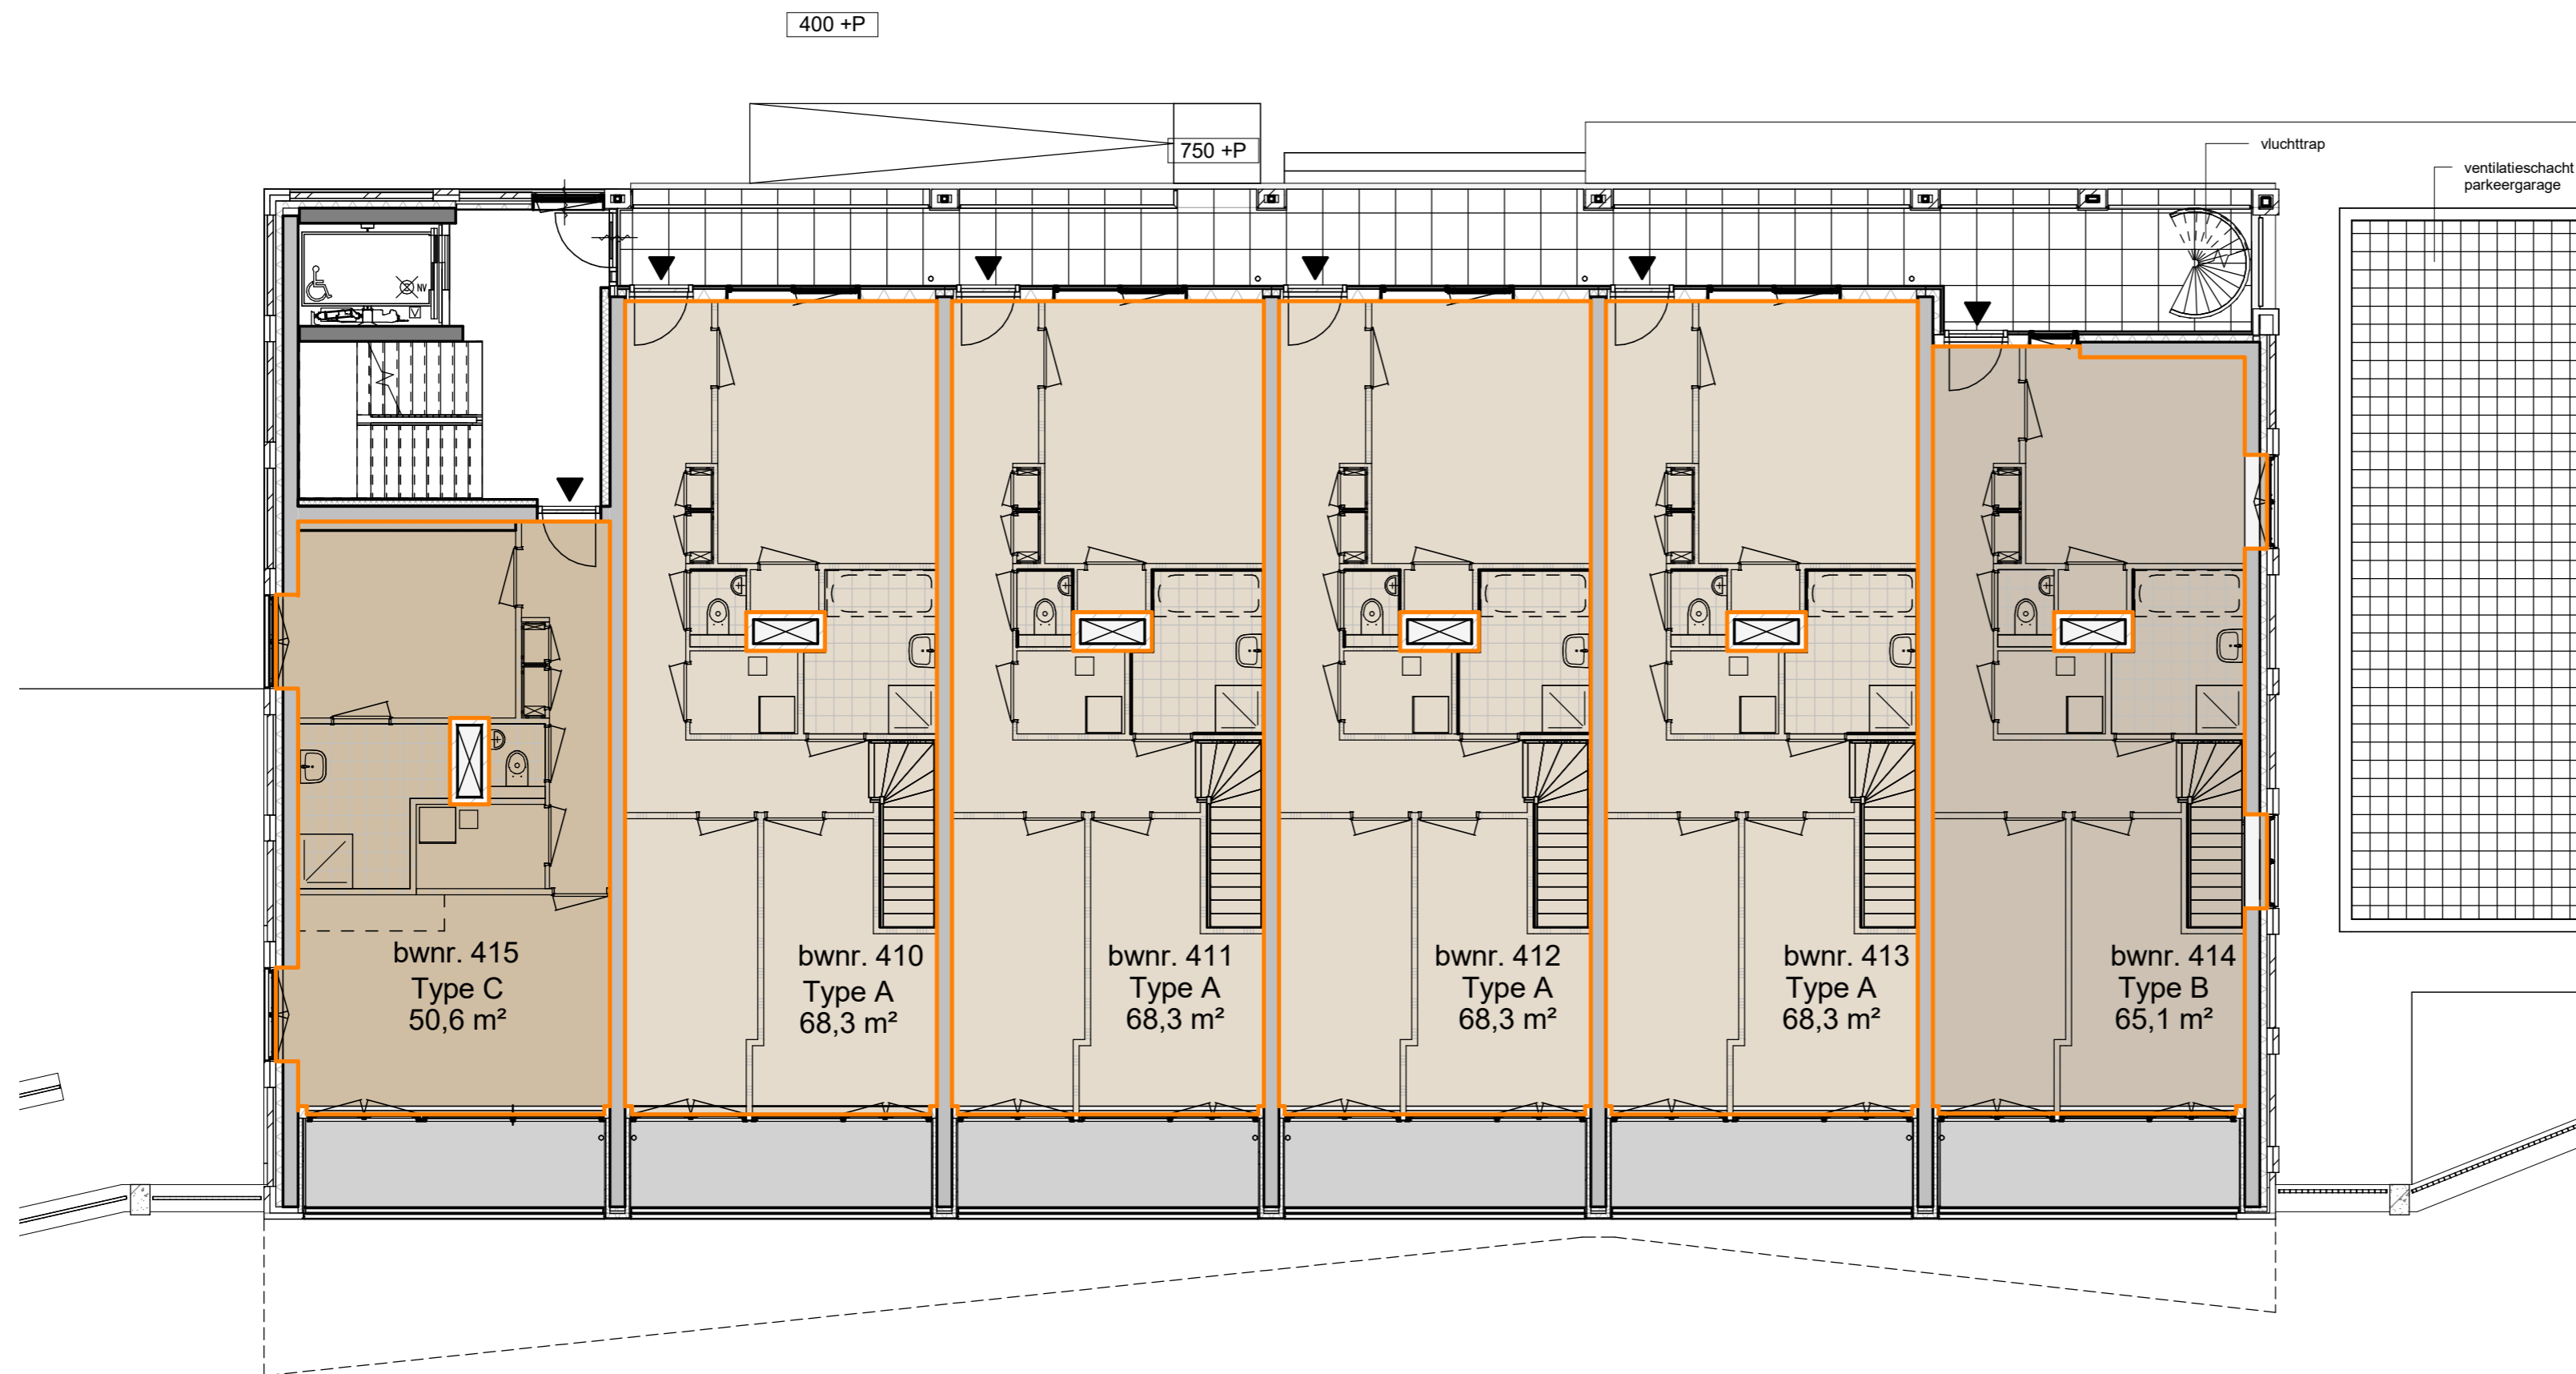 400 +P
750 +P
vluchttrap
ventilatieschacht
parkeergarage
NV
bwnr. 415
Type C
50,6 m²
bwnr. 410
Type A
68,3 m²
bwnr. 411
Type A
68,3 m²
bwnr. 412
Type A
68,3 m²
bwnr. 413
Type A
68,3 m²
bwnr. 414
Type B
65,1 m²